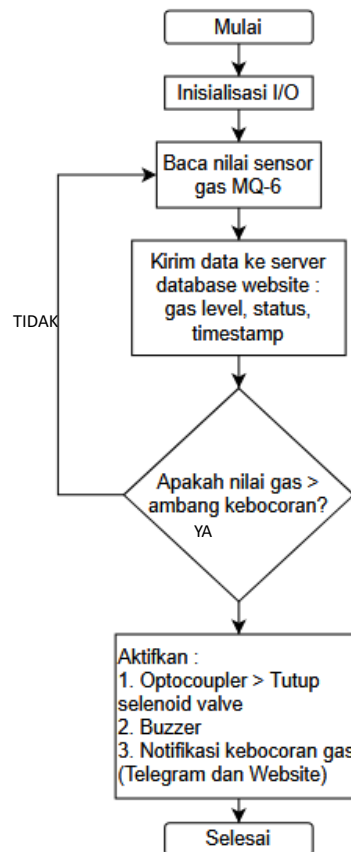 Mulai
Inisialisasi I/O
Baca nilai sensor
gas MQ-6
Kirim data ke server
database website :
gas level, status,
timestamp
TIDAK
Apakah nilai gas >
ambang kebocoran?
YA
Aktifkan :
1. Optocoupler > Tutup
selenoid valve
2. Buzzer
3. Notifikasi kebocoran gas
(Telegram dan Website)
Selesai